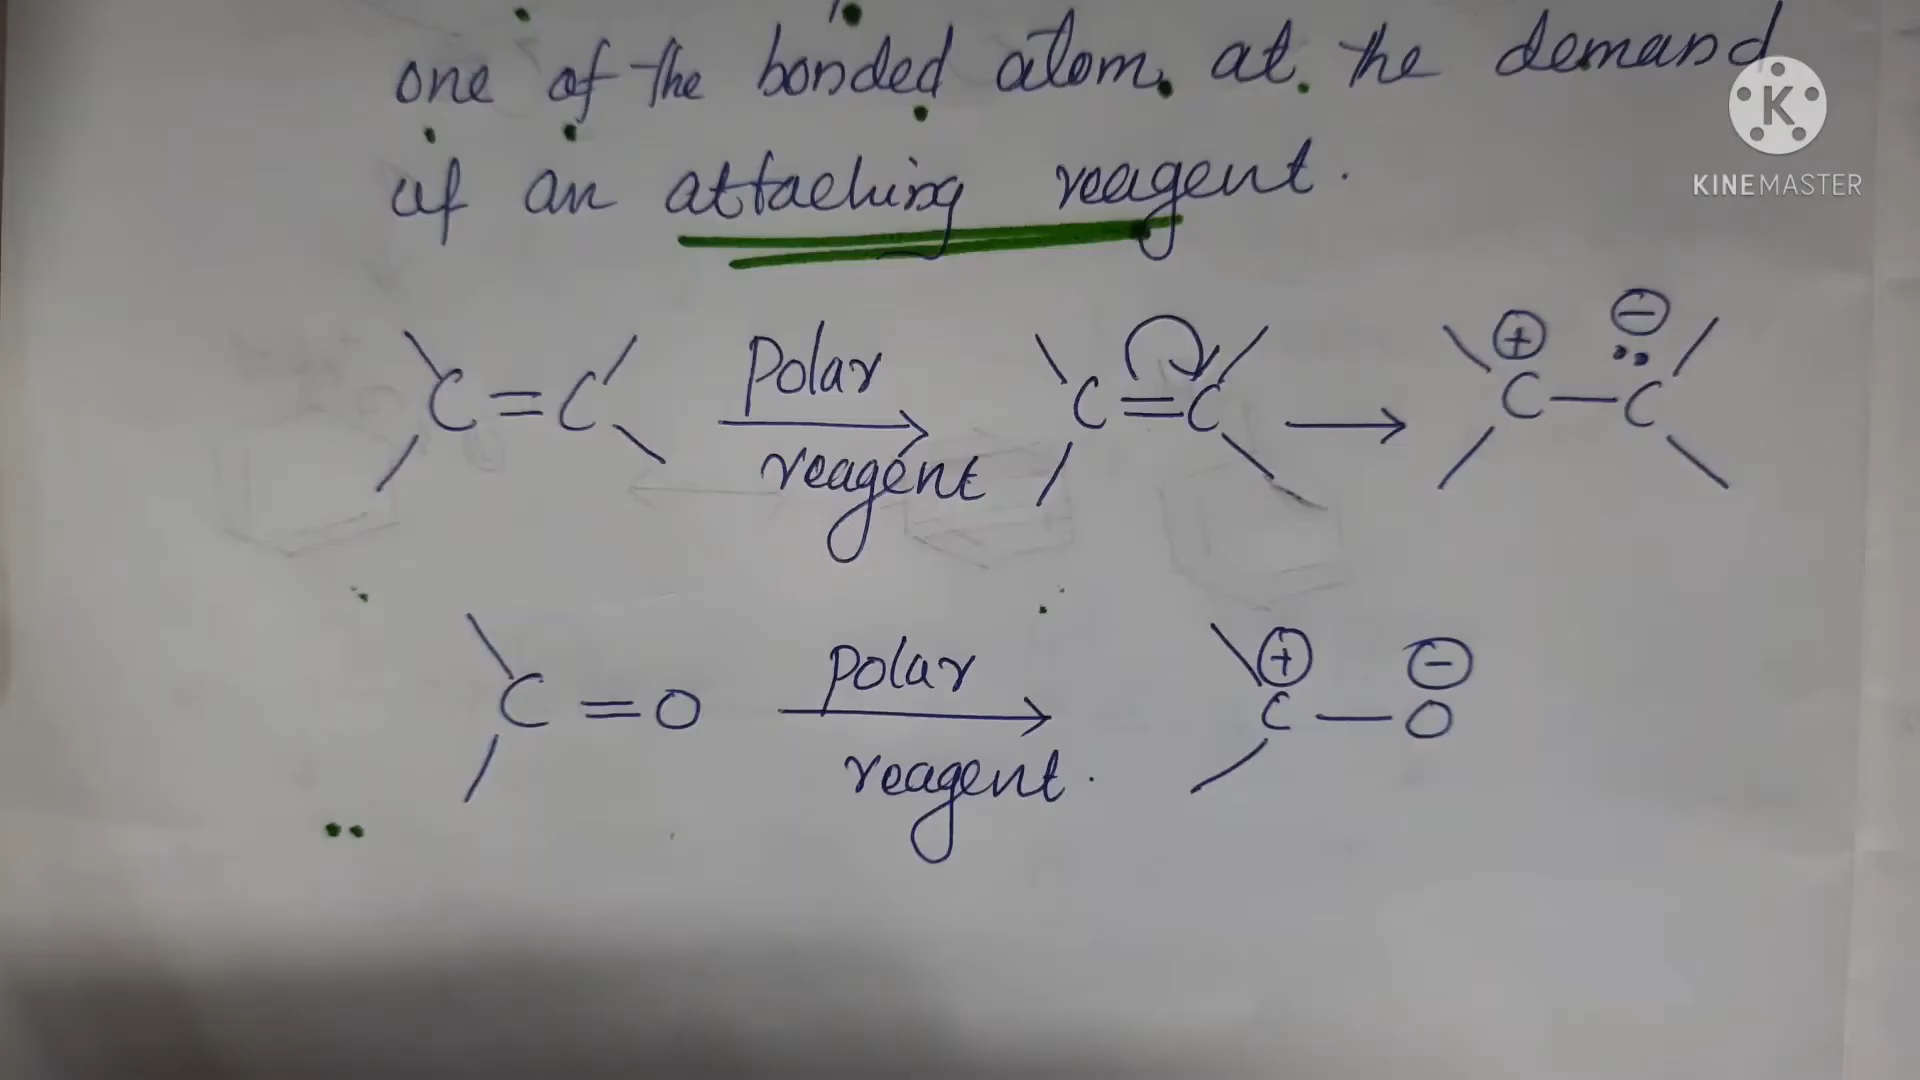 one of the bonded atom. at the demand
K
KINEMASTER
of an attaching reagent.
C=C Polar reagent C=C → ⊕ C—C ⊖
C=O polar reagent. ⊕ C—O ⊖